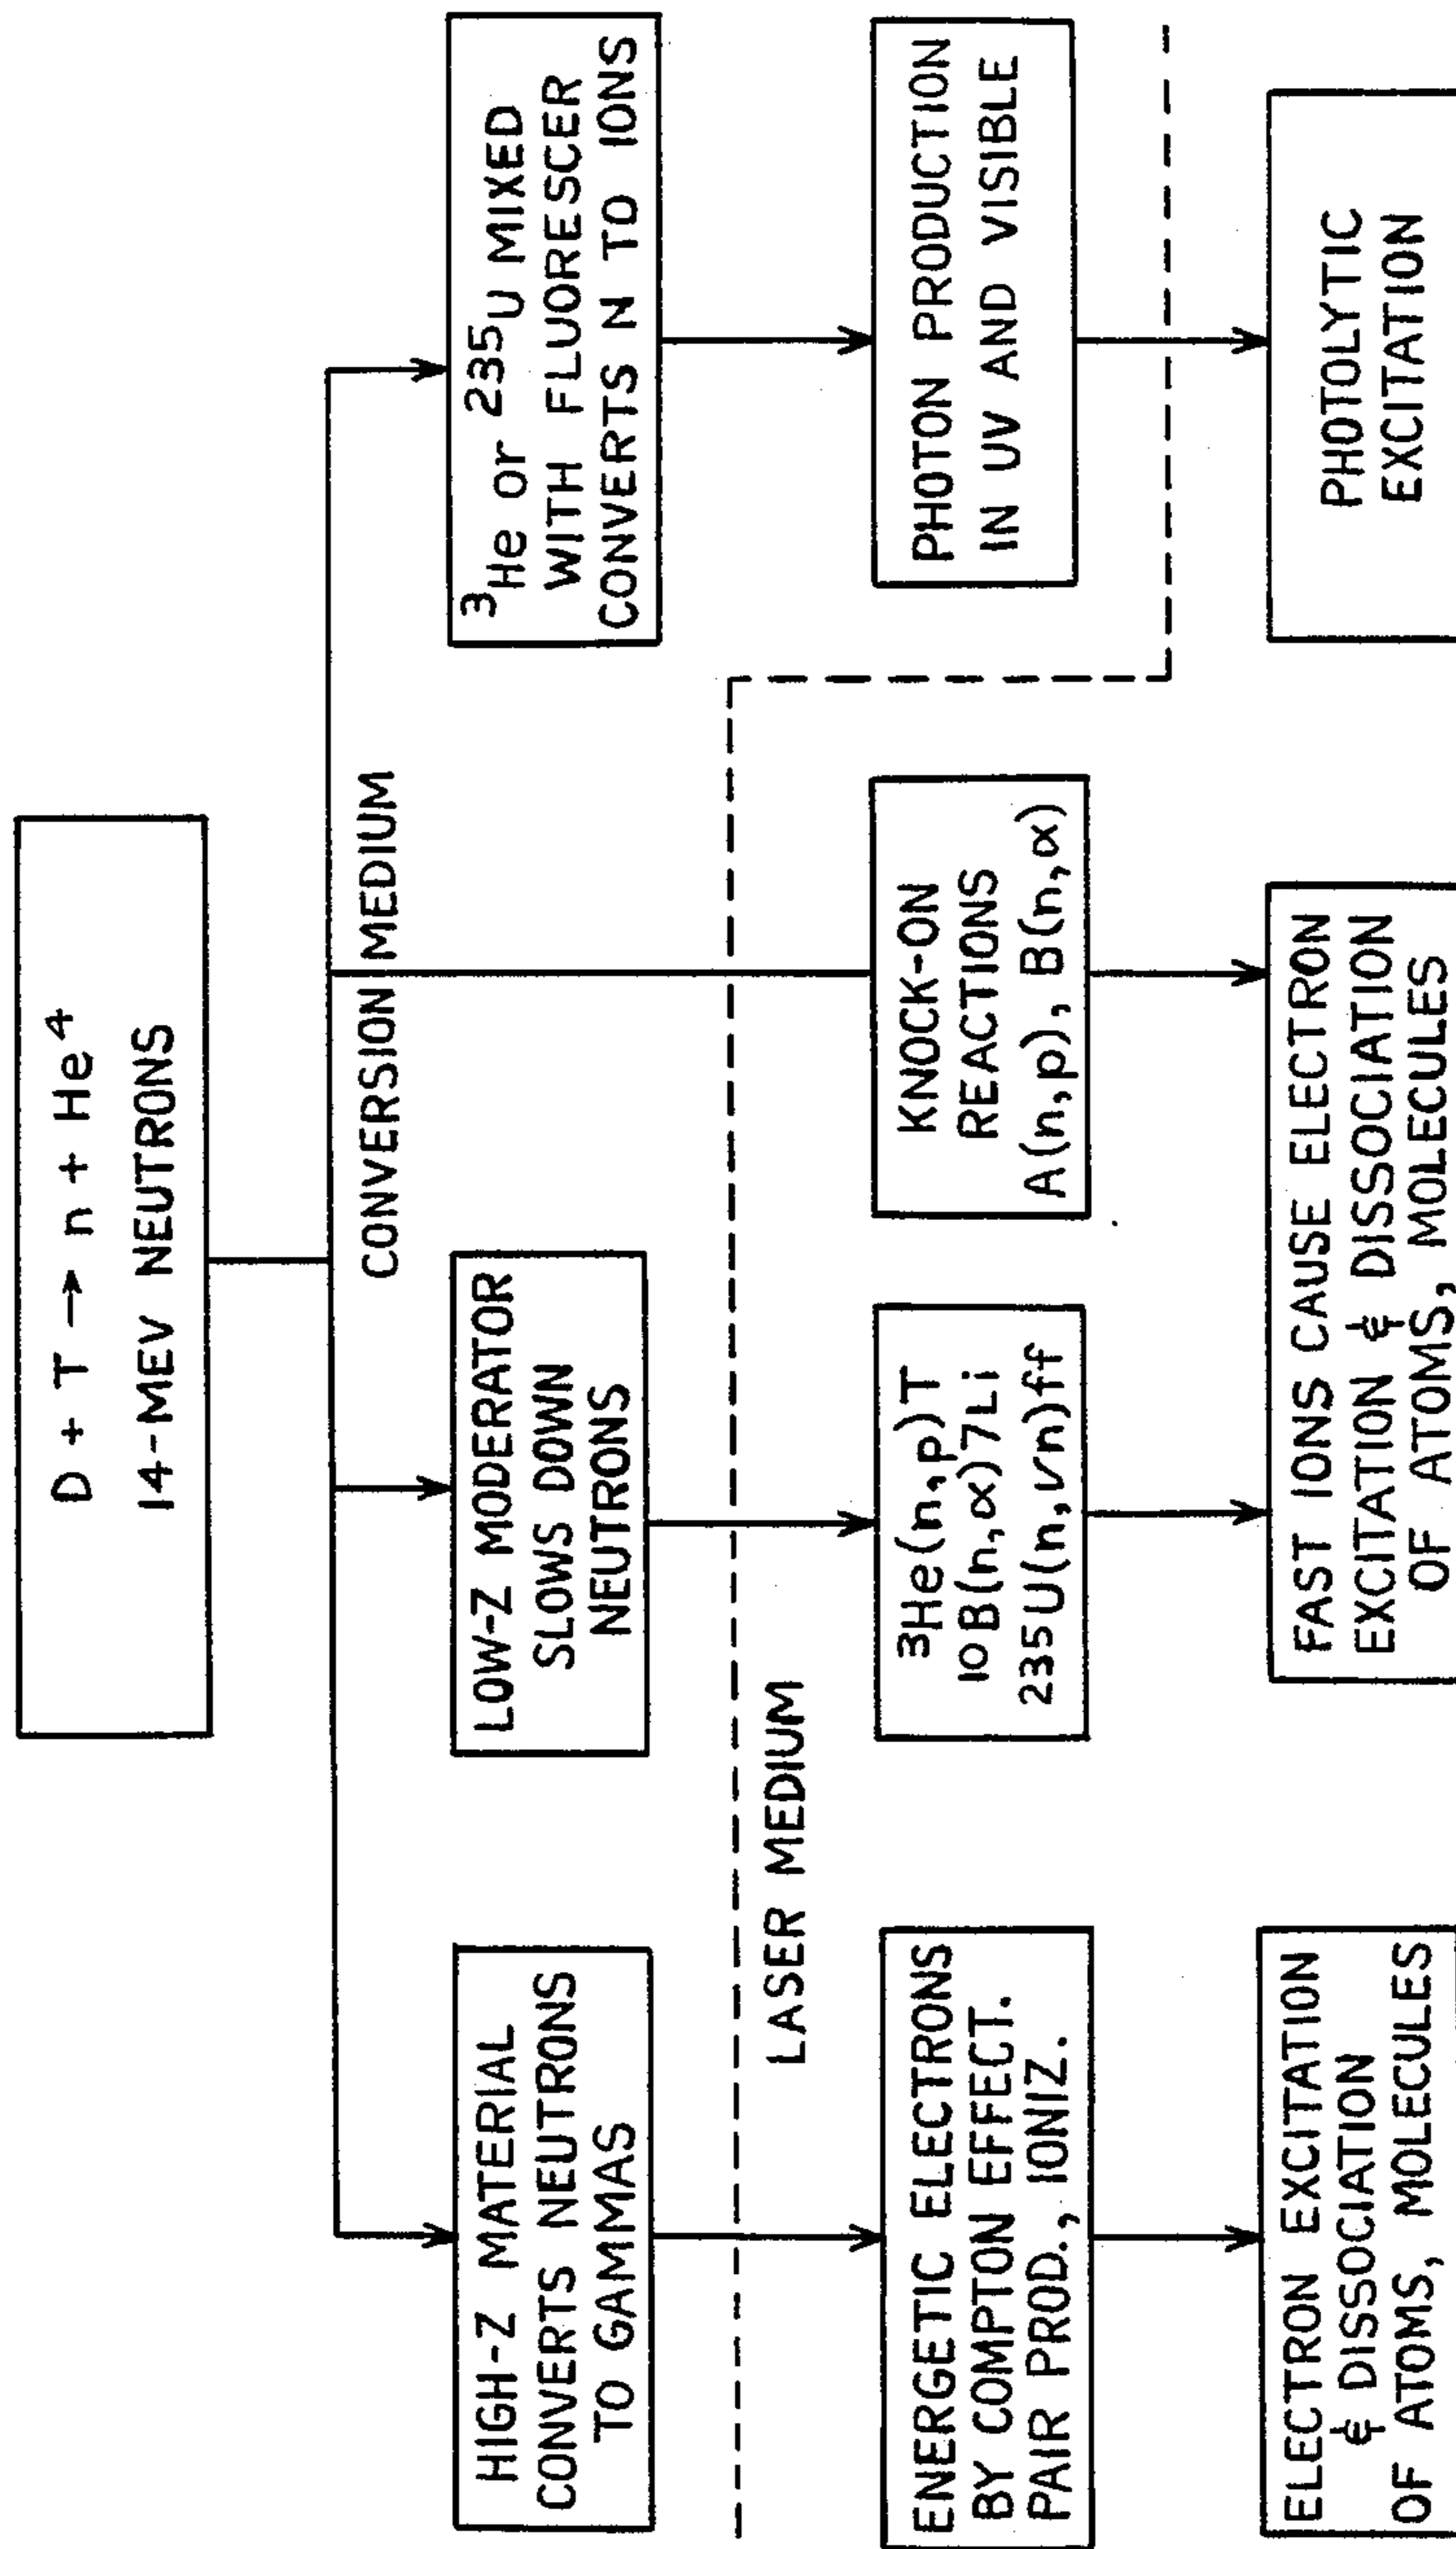 D + T → n + He⁴
14-MEV NEUTRONS
CONVERSION MEDIUM
HIGH-Z MATERIAL
CONVERTS NEUTRONS
TO GAMMAS
LOW-Z MODERATOR
SLOWS DOWN
NEUTRONS
³He or ²³⁵U MIXED
WITH FLUORESCER
CONVERTS N TO IONS
LASER MEDIUM
ENERGETIC ELECTRONS
BY COMPTON EFFECT.
PAIR PROD., IONIZ.
³He(n,p)T
10B(n,α)7Li
235U(n,νn)ff
KNOCK-ON
REACTIONS
A(n,p), B(n,α)
PHOTON PRODUCTION
IN UV AND VISIBLE
ELECTRON EXCITATION
& DISSOCIATION
OF ATOMS, MOLECULES
FAST IONS CAUSE ELECTRON
EXCITATION & DISSOCIATION
OF ATOMS, MOLECULES
PHOTOLYTIC
EXCITATION